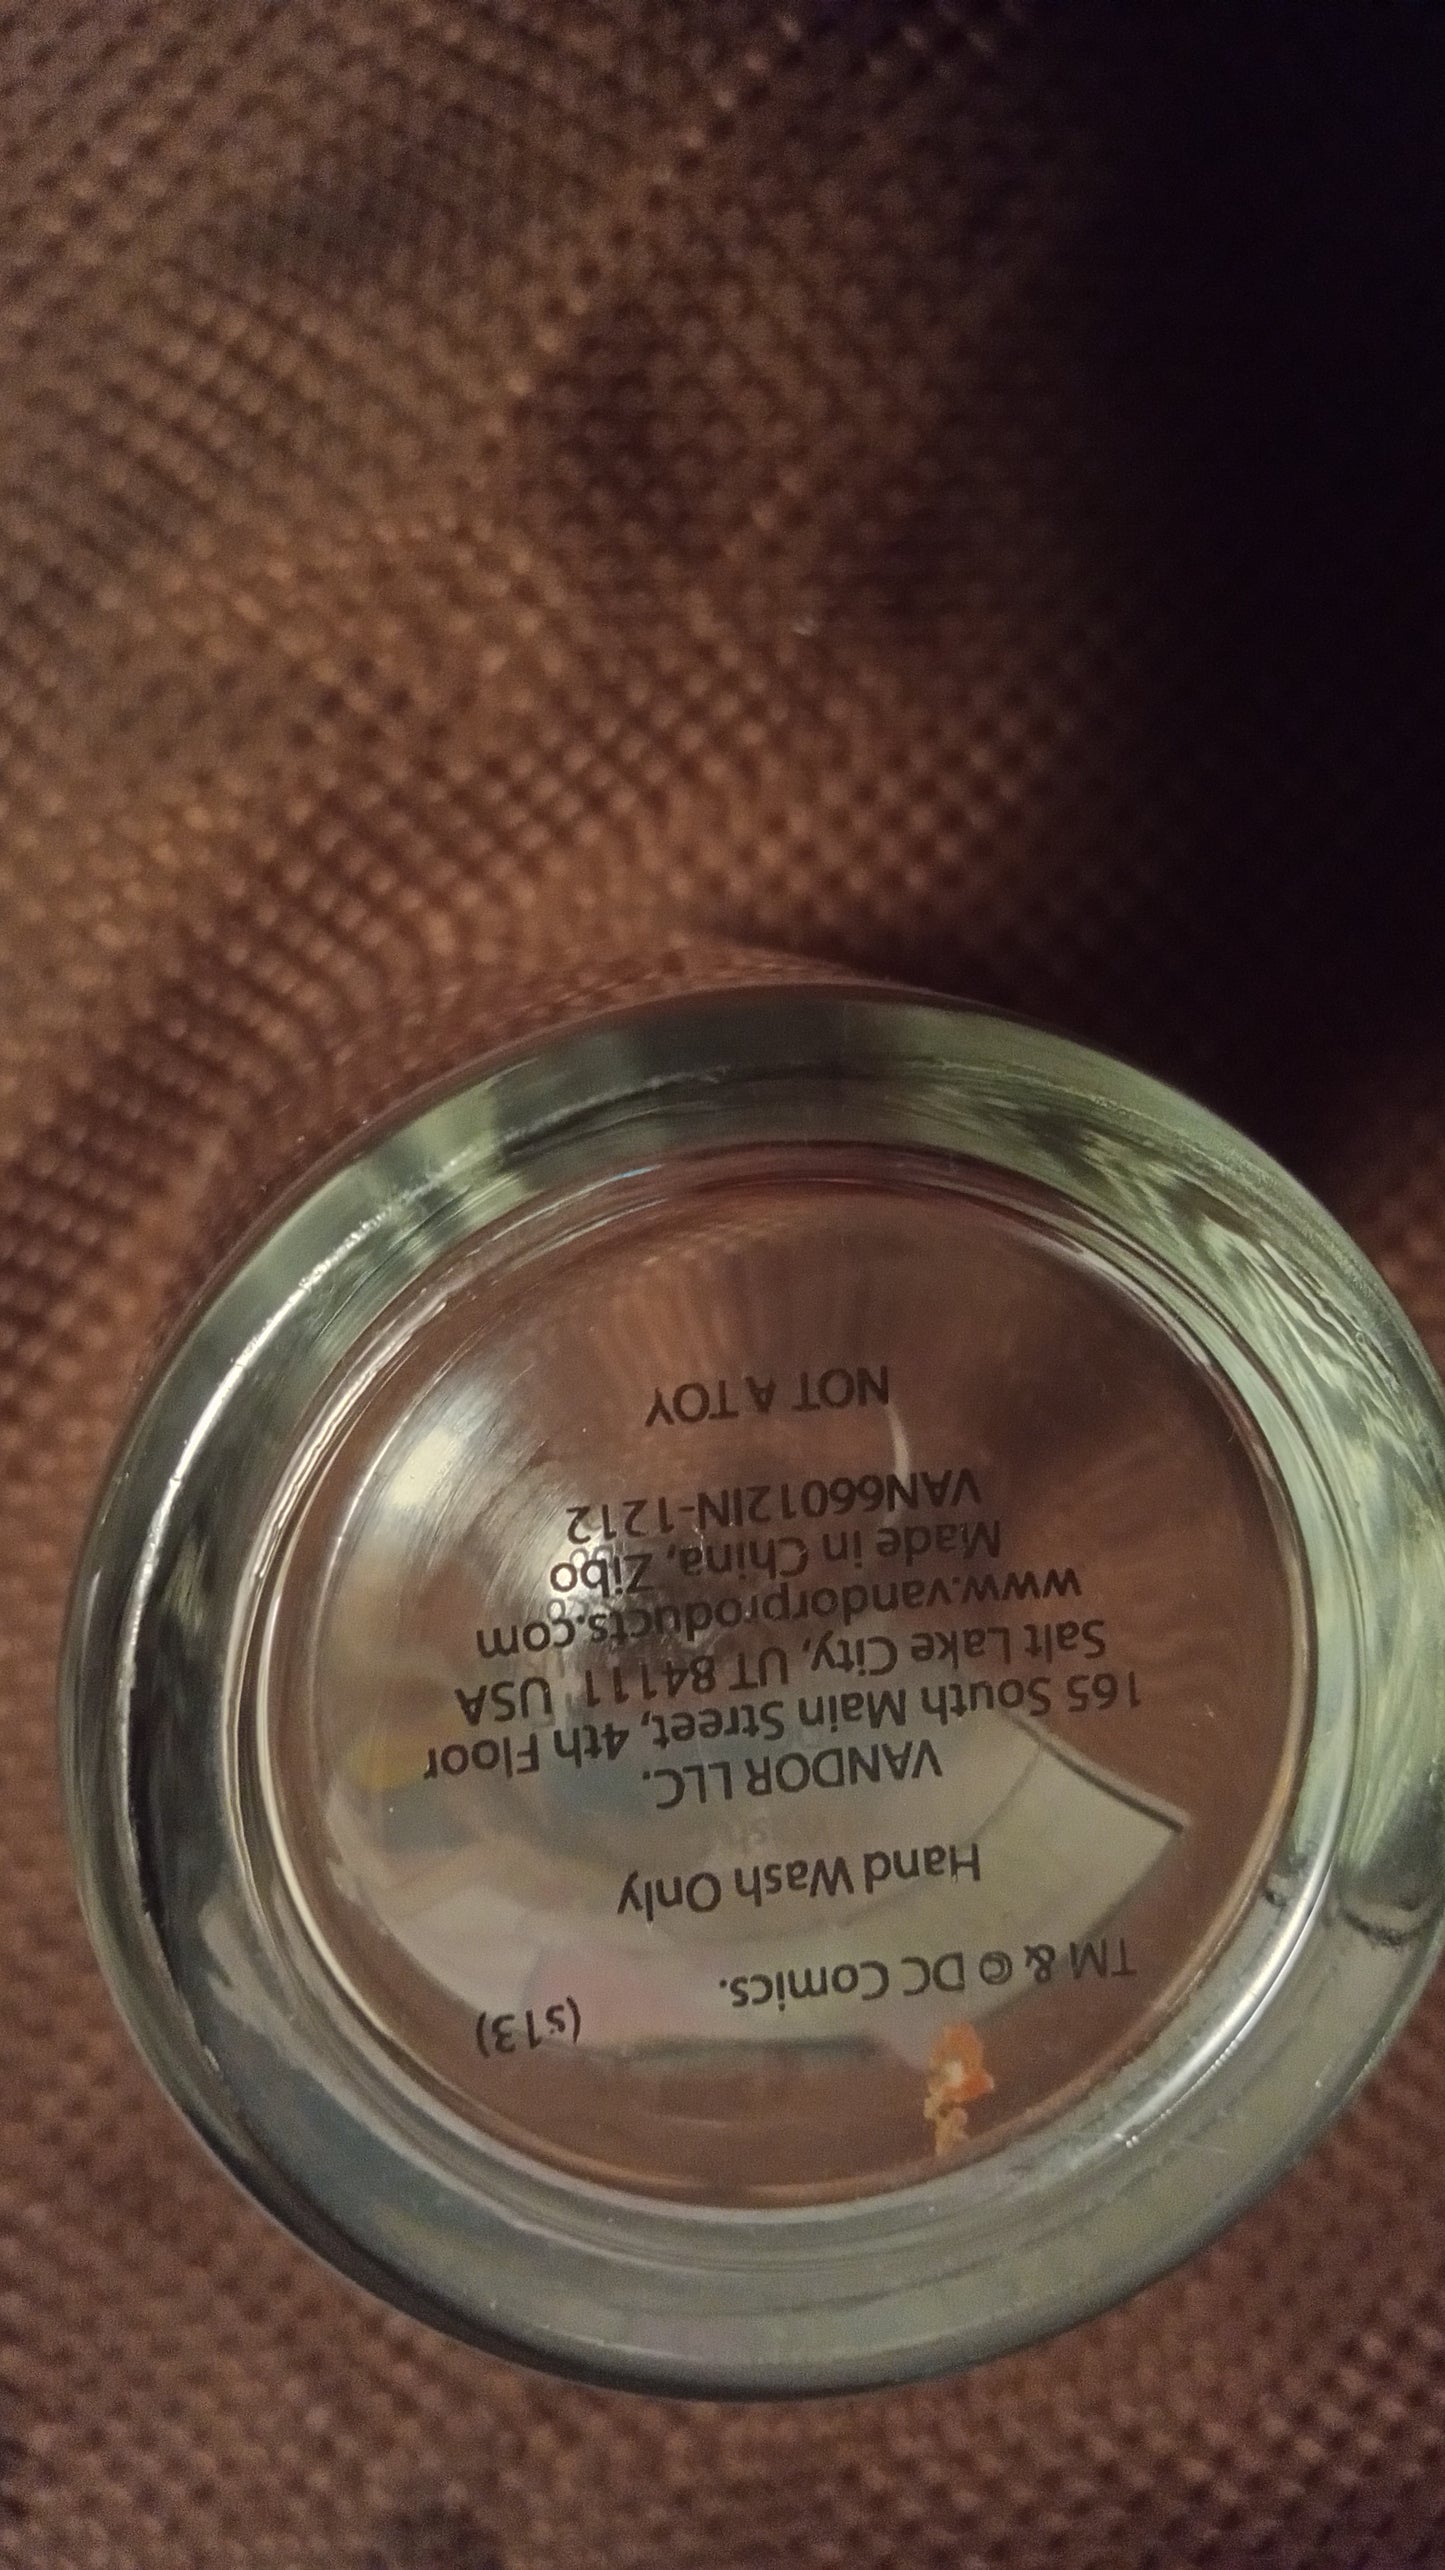 TM & © DC Comics.
(s13)
Hand Wash Only
VANDOR LLC.
165 South Main Street, 4th Floor
Salt Lake City, UT 84111 USA
www.vandorproducts.com
Made in China, Zibo
VAN66012IN-1212
NOT A TOY